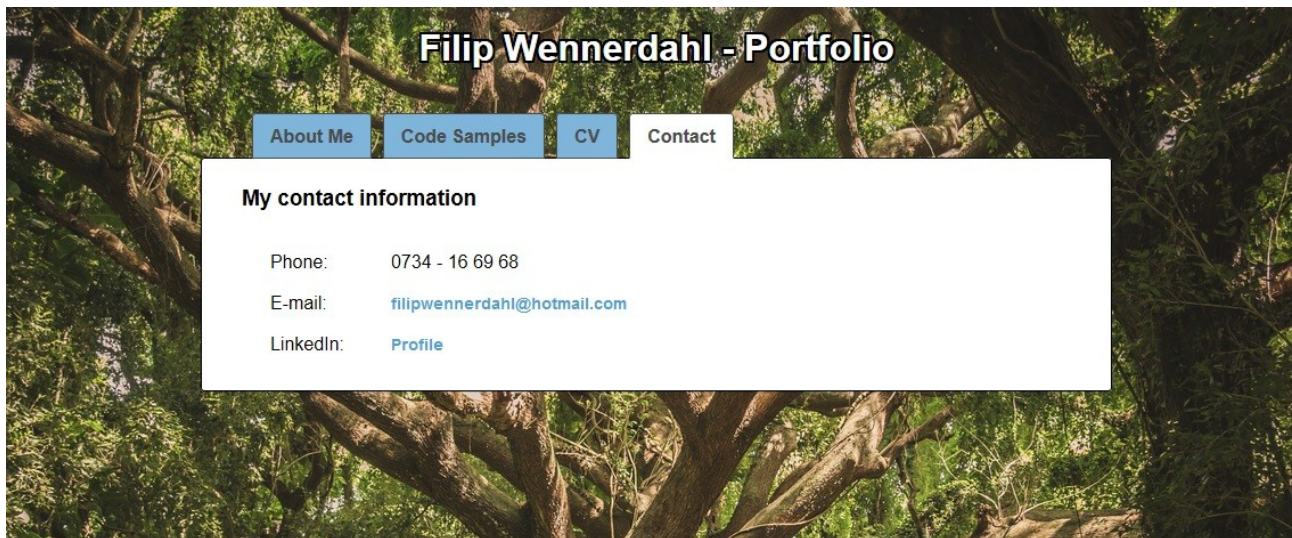 Filip Wennerdahl - Portfolio
About Me Code Samples CV Contact
My contact information
Phone: 0734 - 16 69 68
E-mail: filipwennerdahl@hotmail.com
LinkedIn: Profile